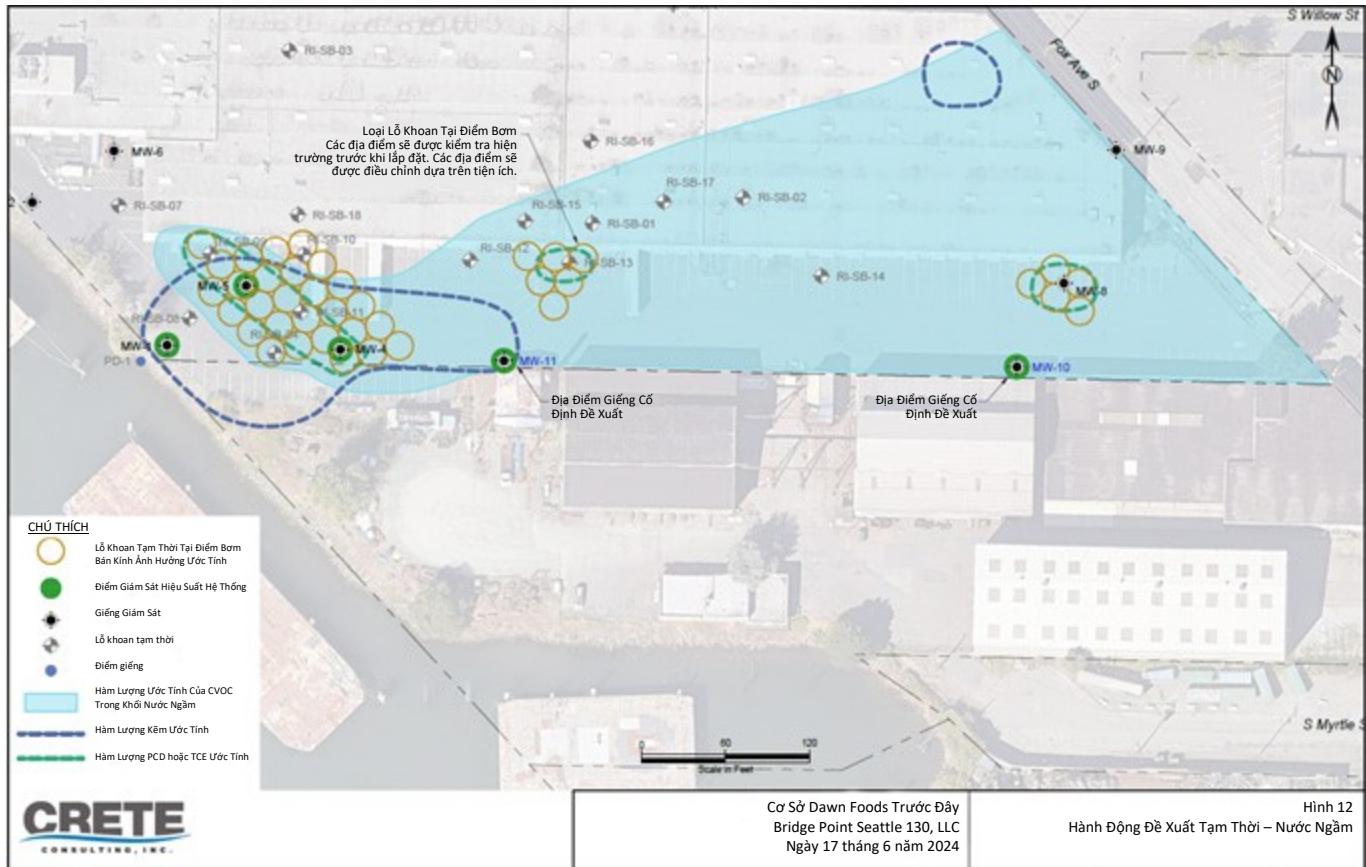 S Willow St
Fox Ave S
N
RI-SB-03
Loại Lỗ Khoan Tại Điểm Bơm
Các địa điểm sẽ được kiểm tra hiện
trường trước khi lắp đặt. Các địa điểm sẽ
được điều chỉnh dựa trên tiện ích.
RI-SB-16
MW-6
MW-9
RI-SB-17
RI-SB-02
RI-SB-07
RI-SB-18
RI-SB-15
RI-SB-01
RI-SB-10
RI-SB-12
RI-SB-13
RI-SB-14
MW-5
MW-8
RI-SB-11
RI-SB-08
MW-4
PD-1
MW-11
MW-10
Địa Điểm Giếng Cố
Định Đề Xuất
Địa Điểm Giếng Cố
Định Đề Xuất
CHÚ THÍCH
Lỗ Khoan Tạm Thời Tại Điểm Bơm
Bán Kính Ảnh Hưởng Ước Tính
Điểm Giám Sát Hiệu Suất Hệ Thống
Giếng Giám Sát
Lỗ khoan tạm thời
Điểm giếng
Hàm Lượng Ước Tính Của CVOC
Trong Khối Nước Ngầm
Hàm Lượng Kẽm Ước Tính
Hàm Lượng PCD hoặc TCE Ước Tính
S Myrtle S
0 60 120
Scale in Feet
CRETE
CONSULTING, INC.
Cơ Sở Dawn Foods Trước Đây
Bridge Point Seattle 130, LLC
Ngày 17 tháng 6 năm 2024
Hình 12
Hành Động Đề Xuất Tạm Thời – Nước Ngầm